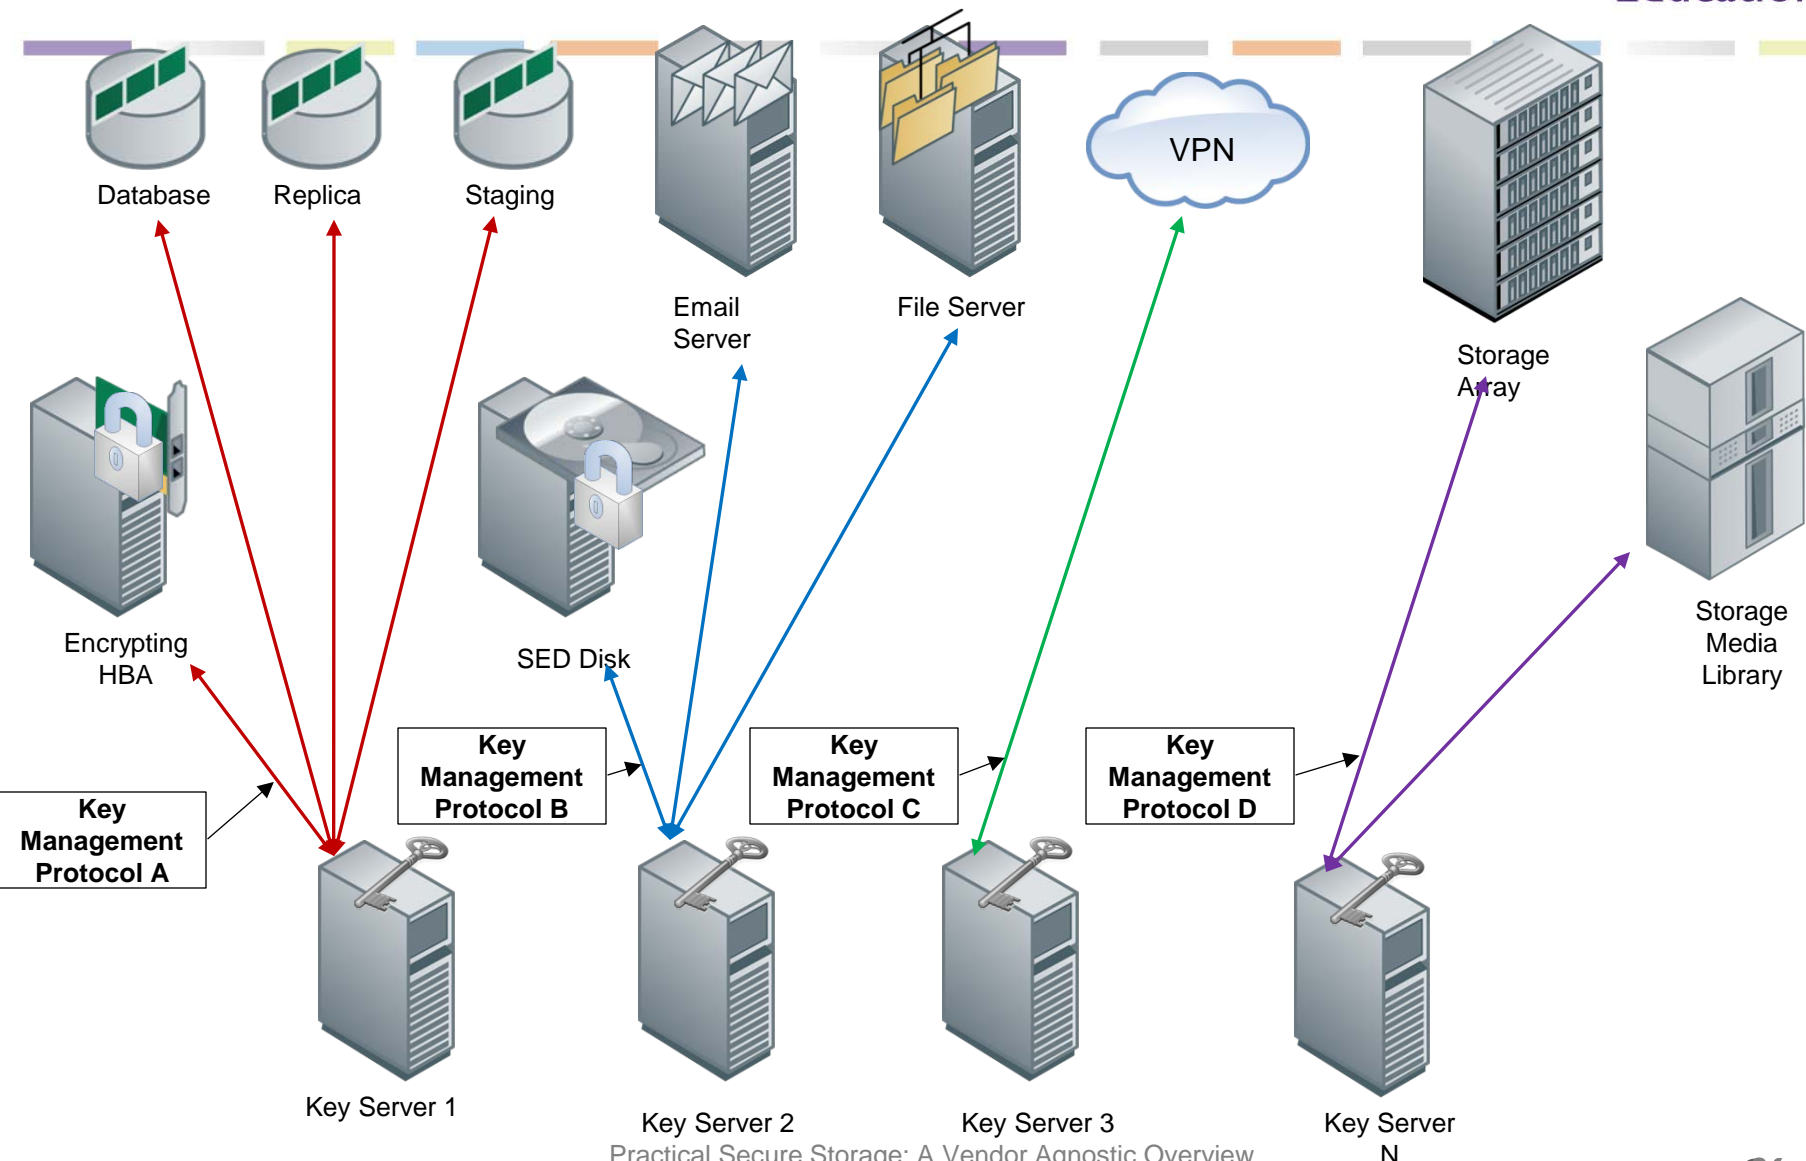 Education
VPN
Database
Replica
Staging
Email
Server
File Server
Storage
Array
Encrypting
HBA
SED Disk
Storage
Media
Library
Key
Management
Protocol A
Key
Management
Protocol B
Key
Management
Protocol C
Key
Management
Protocol D
Key Server 1
Key Server 2
Key Server 3
Key Server
N
Practical Secure Storage: A Vendor Agnostic Overview